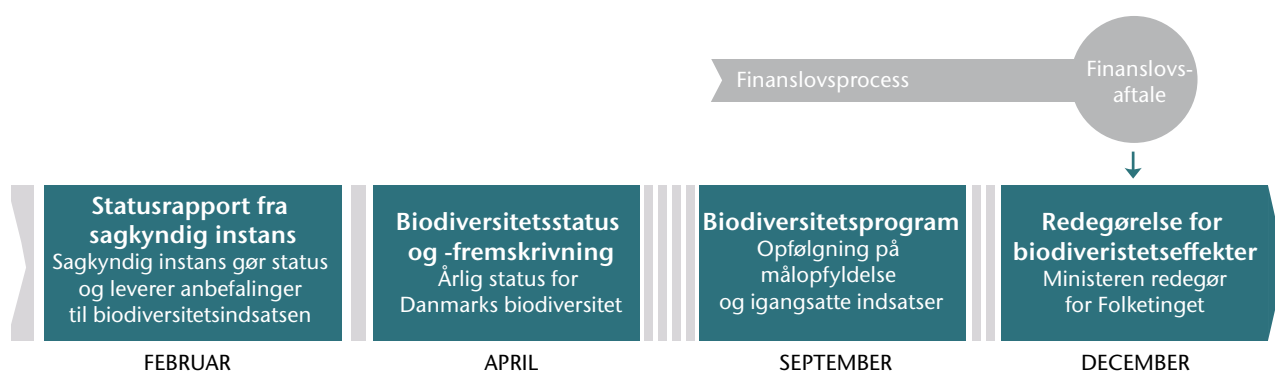 Finanslovsprocess
Finanslovs-
aftale
Statusrapport fra
sagkyndig instans
Sagkyndig instans gør status
og leverer anbefalinger
til biodiversitetsindsatsen
FEBRUAR
Biodiversitetsstatus
og -fremskrivning
Årlig status for
Danmarks biodiversitet
APRIL
Biodiversitetsprogram
Opfølgning på
målopfyldelse
og igangsatte indsatser
SEPTEMBER
Redegørelse for
biodiveristetseffekter
Ministeren redegør
for Folketinget
DECEMBER